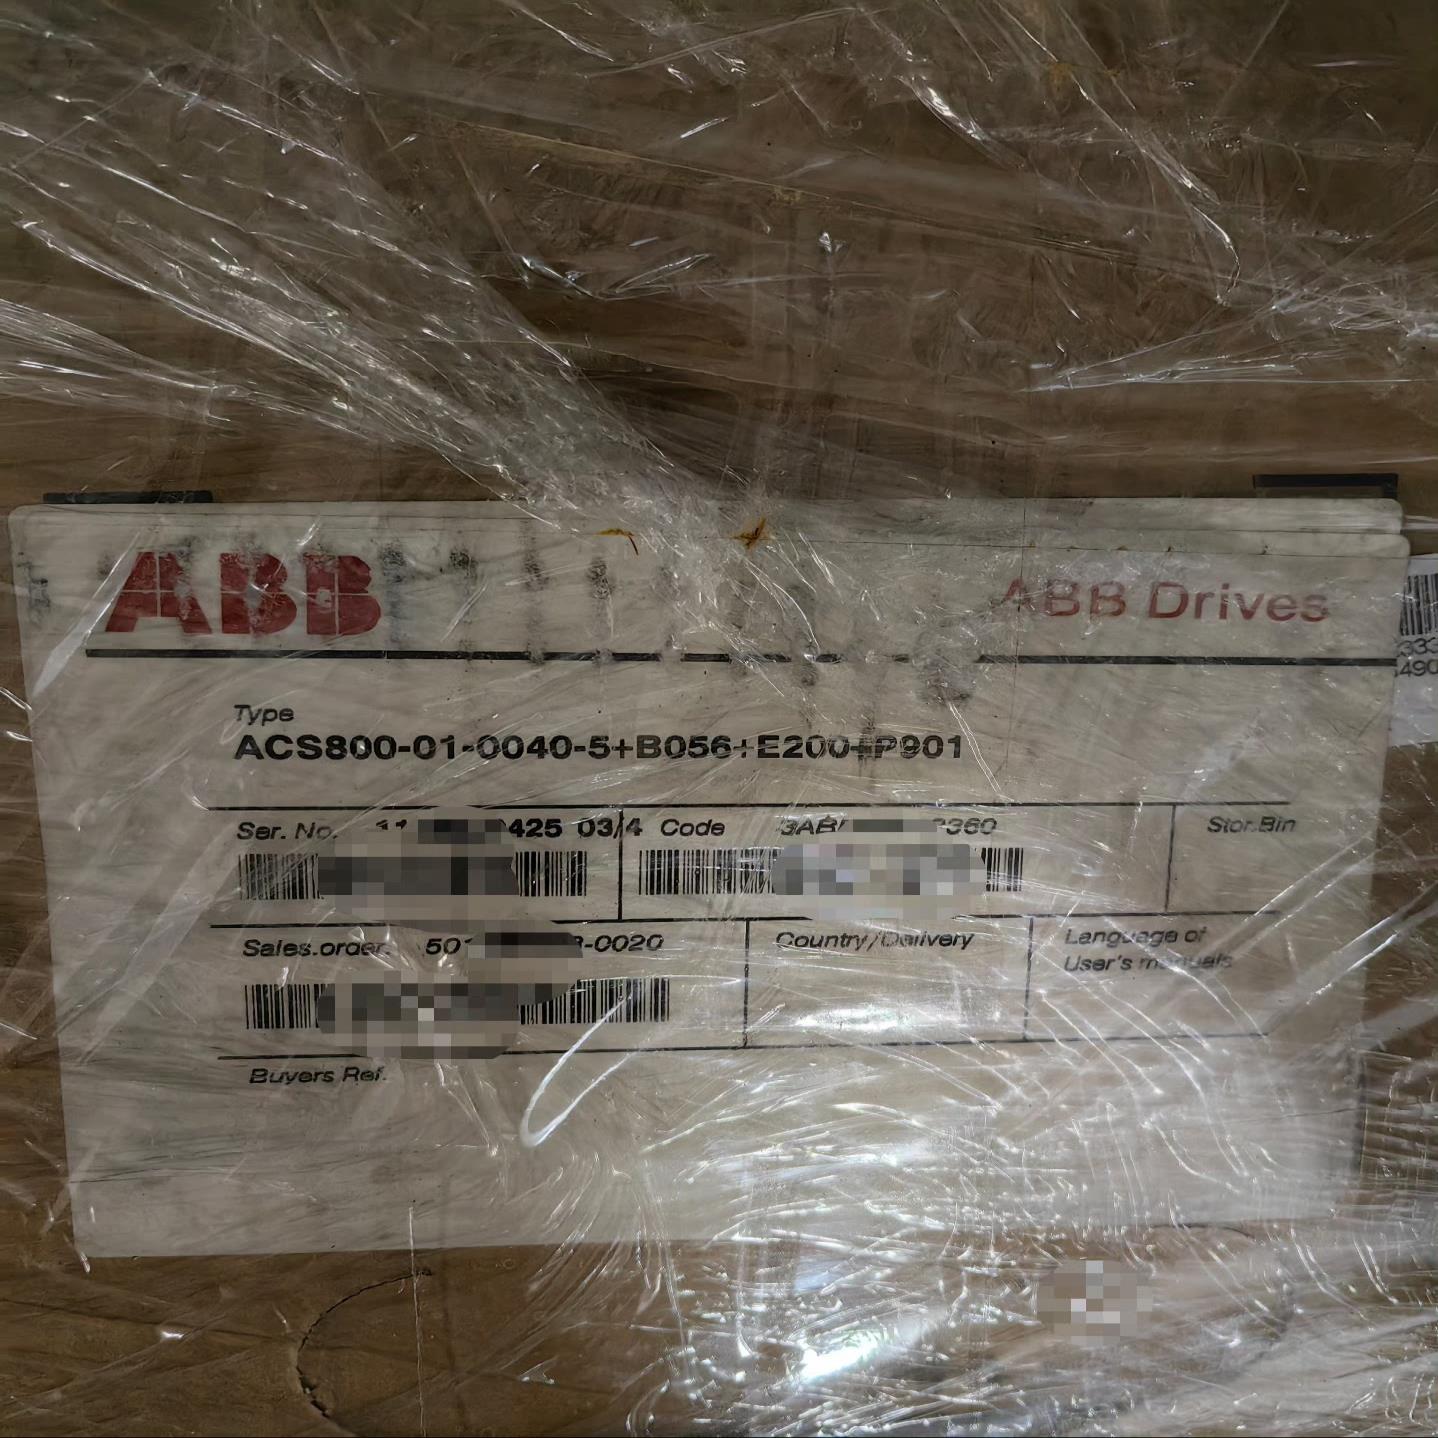 ABB
ABB Drives
Type
ACS800-01-0040-5+B056+E200+P901
Ser. No. 425 03/4 Code 3360 Stor.Bin
Sales.order. -0020 Country/Delivery Language of
User's manuals
Buyers Ref.